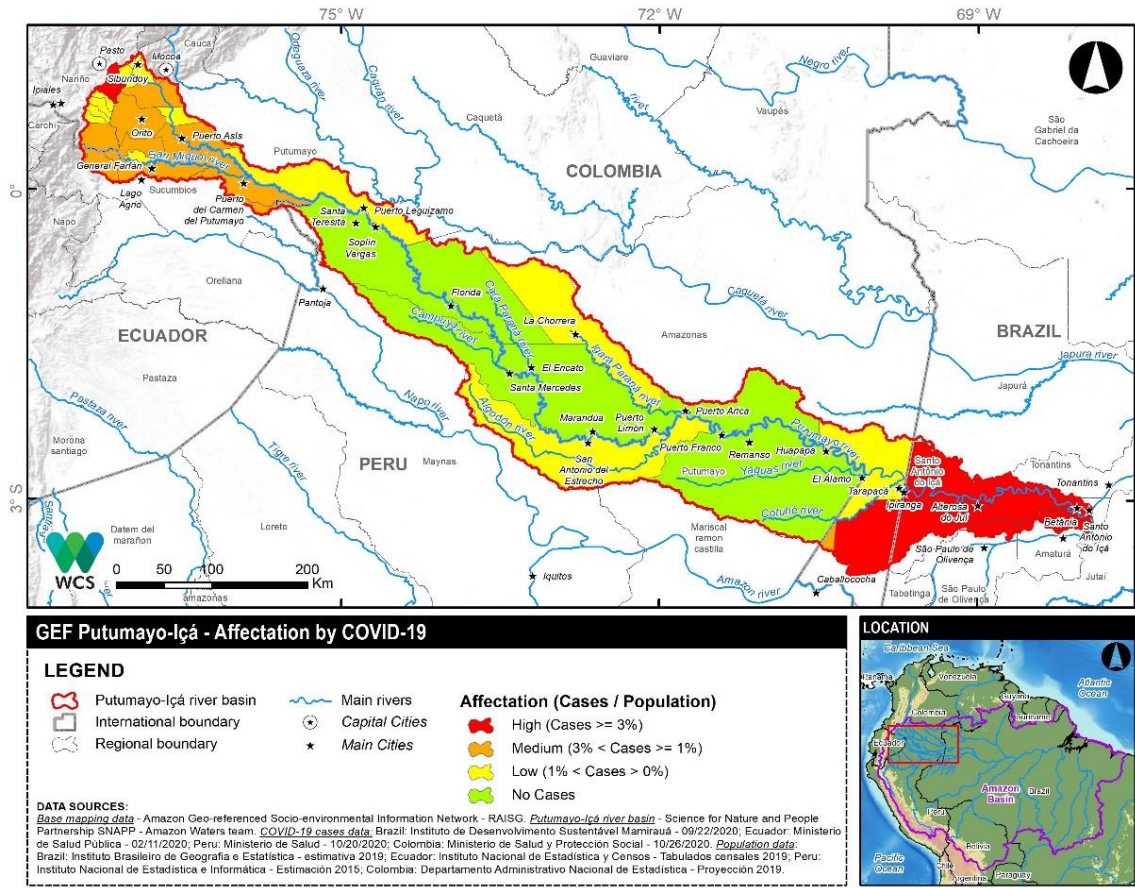 75° W
72° W
69° W
0°
3° S
Pasto
Mocoa
Cauca
Nariño
Sibundoy
Ipiales
Carchi
Orito
Puerto Asís
San Miguel river
General Farfán
Sucumbios
Lago
Agrio
Puerto
del Carmen
del Putumayo
Putumayo
Napo
Odeguaza river
Caguán river
Caquetá
Guaviare
river
Negro river
Vaupés
São
Gabriel da
Cachoeira
COLOMBIA
Santa
Teresita
Puerto Leguizamo
Soplin
Vargas
Orellana
Pantoja
ECUADOR
Pastaza
Pastaza river
Morona
santiago
Florida
Cara Paraná river
Campuya river
La Chorrera
Igará Paraná river
Amazonas
Caquetá river
BRAZIL
Japura river
Japurá
El Encato
Santa Mercedes
Napo river
Algodón river
Marandúa
Puerto
Limón
San
Antonio del
Estrecho
Puerto Arica
Puerto Franco
Remanso
Huapapa
Putumayo river
Putumayo
Yaguas river
El Alamo
Cotuhé river
Tarapacá
Ipiranga
Santo
Antônio
do Içá
Alterosa
do Jui
Tonantins
Tonantins
Betânia
Santo
Antônio
do Içá
São Paulo de
Olivença
Amaturá
Jutaí
São Paulo
de Olivença
Tabatinga
Caballococha
Amazon river
Mariscal
ramon
castilla
Iquitos
PERU
Maynas
Tigre river
Loreto
Datem del
marañon
amazonas
WCS
0 50 100 200
Km
GEF Putumayo-Içá - Affectation by COVID-19
LEGEND
Putumayo-Içá river basin
International boundary
Regional boundary
Main rivers
Capital Cities
Main Cities
Affectation (Cases / Population)
High (Cases >= 3%)
Medium (3% < Cases >= 1%)
Low (1% < Cases > 0%)
No Cases
DATA SOURCES:
Base mapping data - Amazon Geo-referenced Socio-environmental Information Network - RAISG. Putumayo-Içá river basin - Science for Nature and People
Partnership SNAPP - Amazon Waters team. COVID-19 cases data: Brazil: Instituto de Desenvolvimento Sustentável Mamirauá - 09/22/2020; Ecuador: Ministerio
de Salud Pública - 02/11/2020; Peru: Ministerio de Salud - 10/20/2020; Colombia: Ministerio de Salud y Protección Social - 10/26/2020. Population data:
Brazil: Instituto Brasileiro de Geografia e Estatística - estimativa 2019; Ecuador: Instituto Nacional de Estadística y Censos - Tabulados censales 2019; Peru:
Instituto Nacional de Estadística e Informática - Estimación 2015; Colombia: Departamento Administrativo Nacional de Estadística - Proyección 2019.
LOCATION
Caribbean Sea
Panama
Venezuela
Guyana
Suriname
Atlantic
Ocean
Colombia
Ecuador
Peru
Brazil
Amazon
Basin
Bolivia
Pacific
Ocean
Chile
Paraguay
Argentina